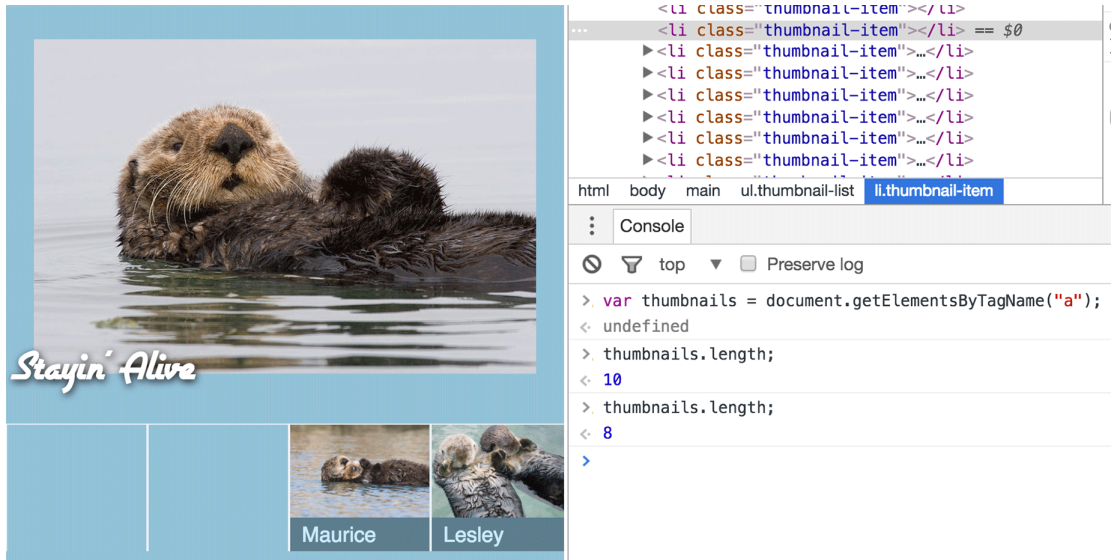 Stayin' Alive
Maurice
Lesley
<li class="thumbnail-item"></li>
<li class="thumbnail-item"></li> == $0
▶<li class="thumbnail-item">…</li>
▶<li class="thumbnail-item">…</li>
▶<li class="thumbnail-item">…</li>
▶<li class="thumbnail-item">…</li>
▶<li class="thumbnail-item">…</li>
▶<li class="thumbnail-item">…</li>
html body main ul.thumbnail-list li.thumbnail-item
Console
top ▼ Preserve log
> var thumbnails = document.getElementsByTagName("a");
undefined
> thumbnails.length;
10
> thumbnails.length;
8
>